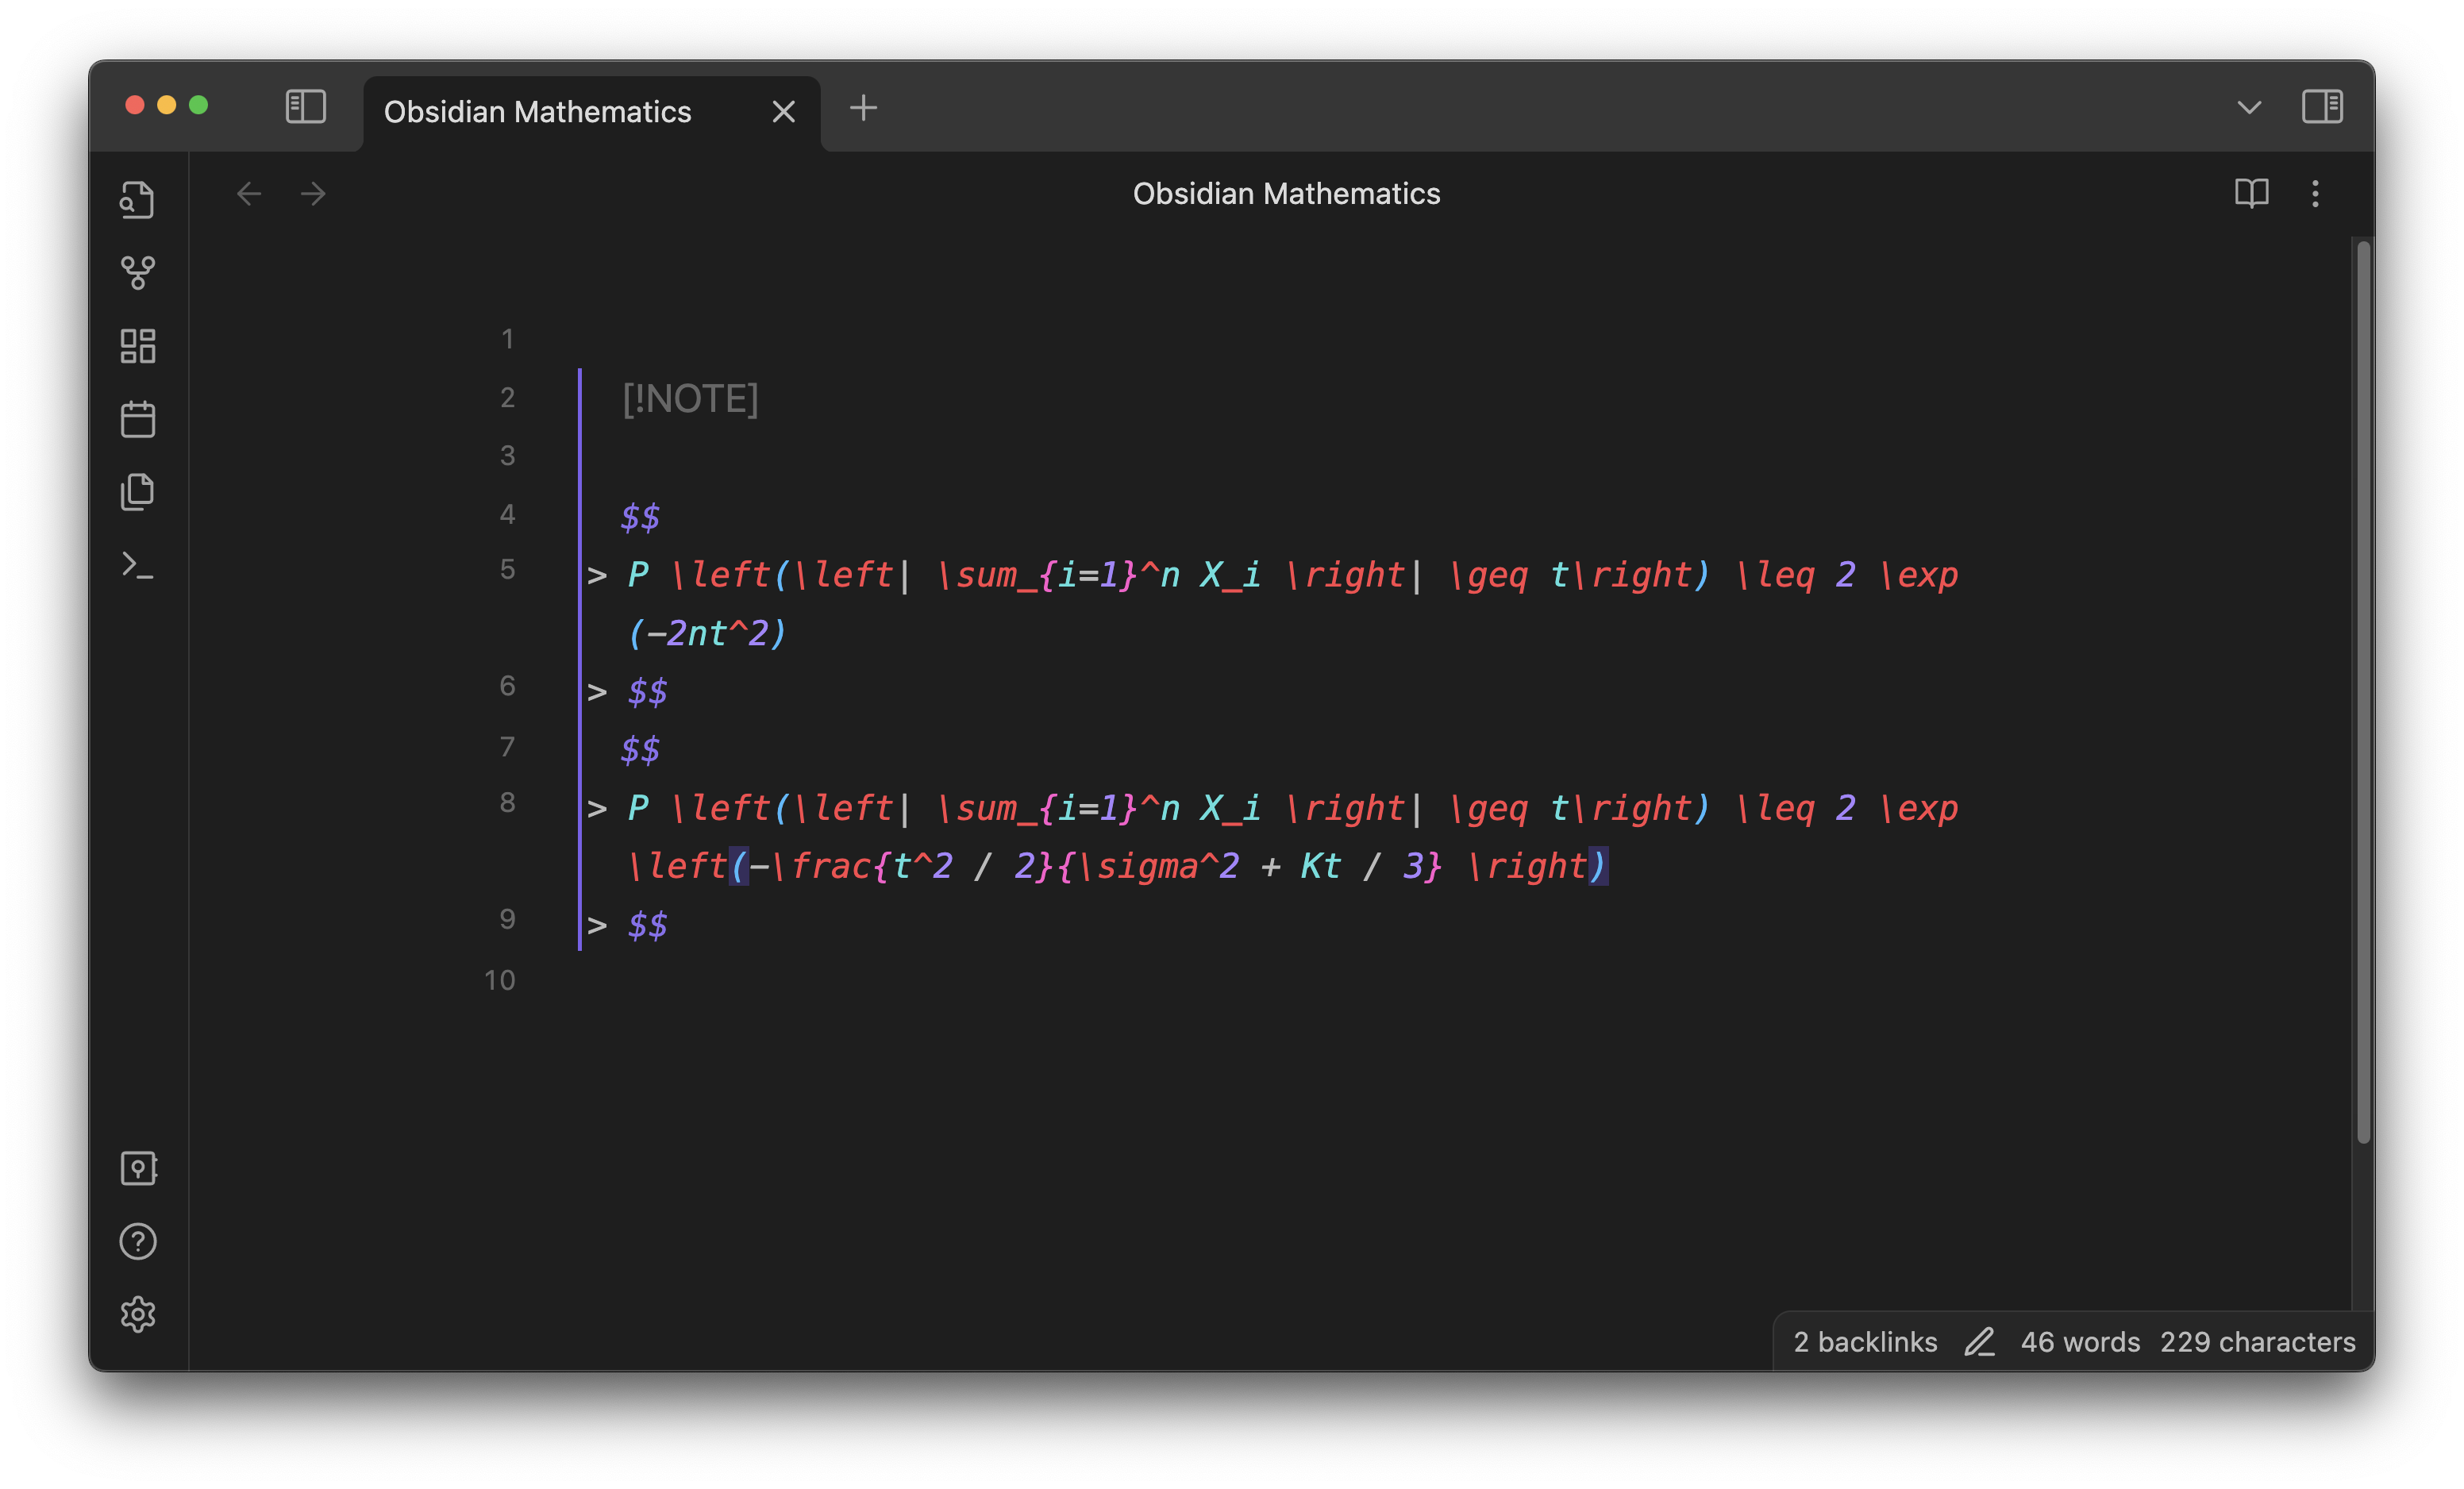 Obsidian Mathematics
Obsidian Mathematics
1
2 [!NOTE]
3
4 $$
5 > P \left(\left| \sum_{i=1}^n X_i \right| \geq t\right) \leq 2 \exp
(-2nt^2)
6 > $$
7 $$
8 > P \left(\left| \sum_{i=1}^n X_i \right| \geq t\right) \leq 2 \exp
\left(-\frac{t^2 / 2}{\sigma^2 + Kt / 3} \right)
9 > $$
10
2 backlinks 46 words 229 characters